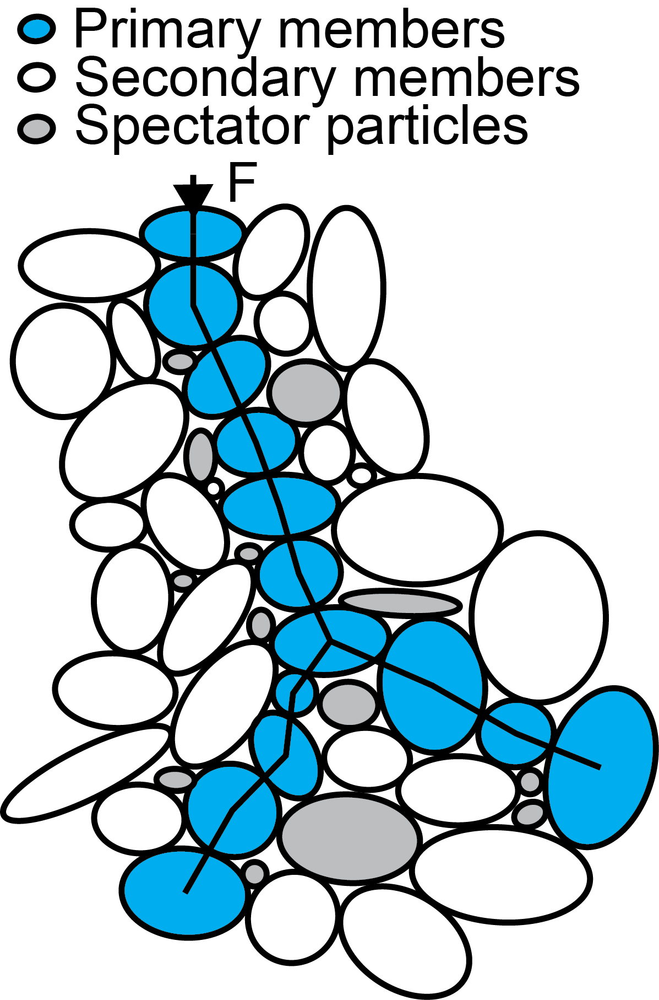 Primary members
Secondary members
Spectator particles
F